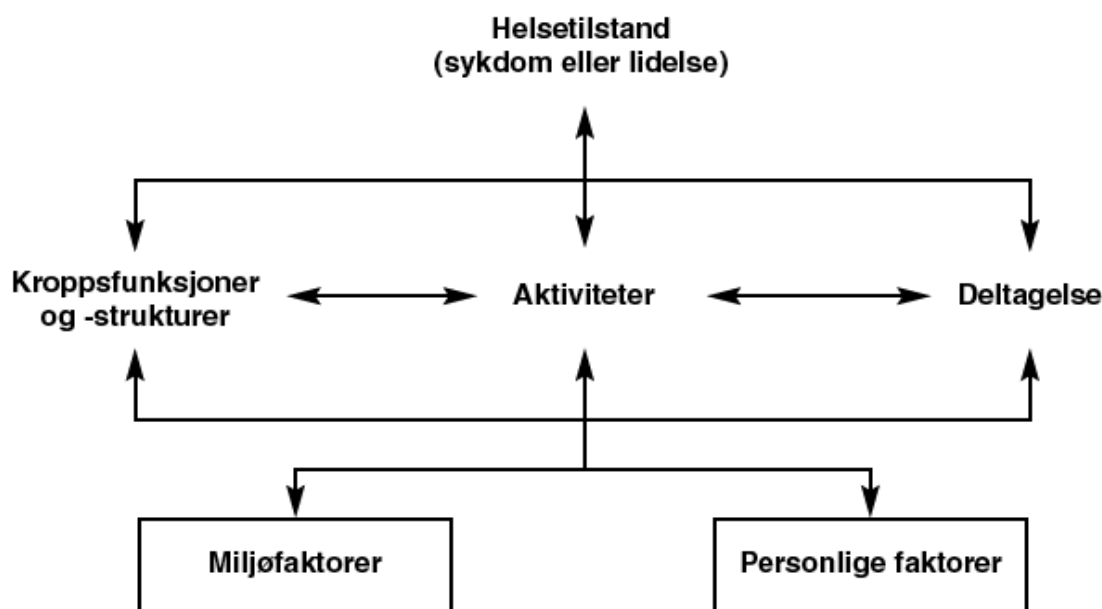 Helsetilstand
(sykdom eller lidelse)
Kroppsfunksjoner
og -strukturer
Aktiviteter
Deltagelse
Miljøfaktorer
Personlige faktorer